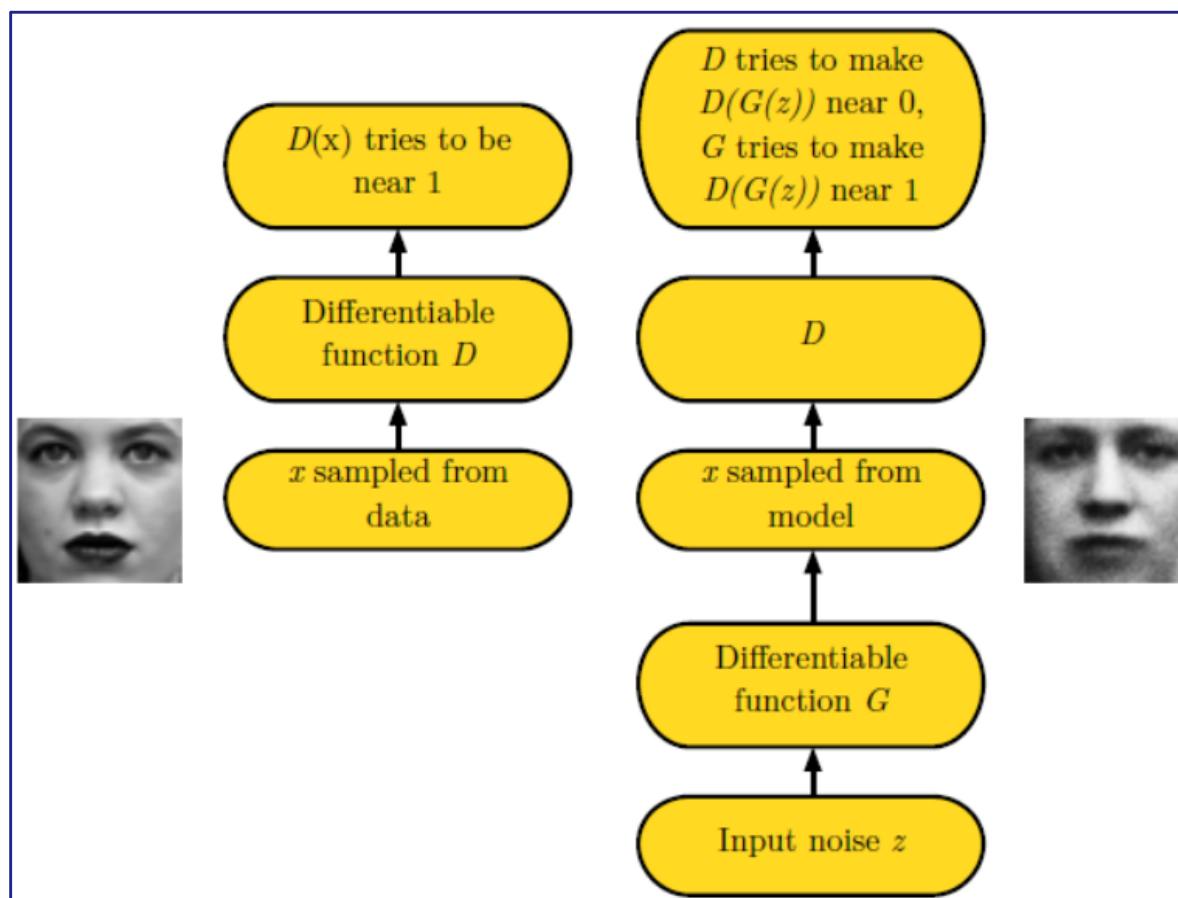 D(x) tries to be
near 1
Differentiable
function D
x sampled from
data
D tries to make
D(G(z)) near 0,
G tries to make
D(G(z)) near 1
D
x sampled from
model
Differentiable
function G
Input noise z